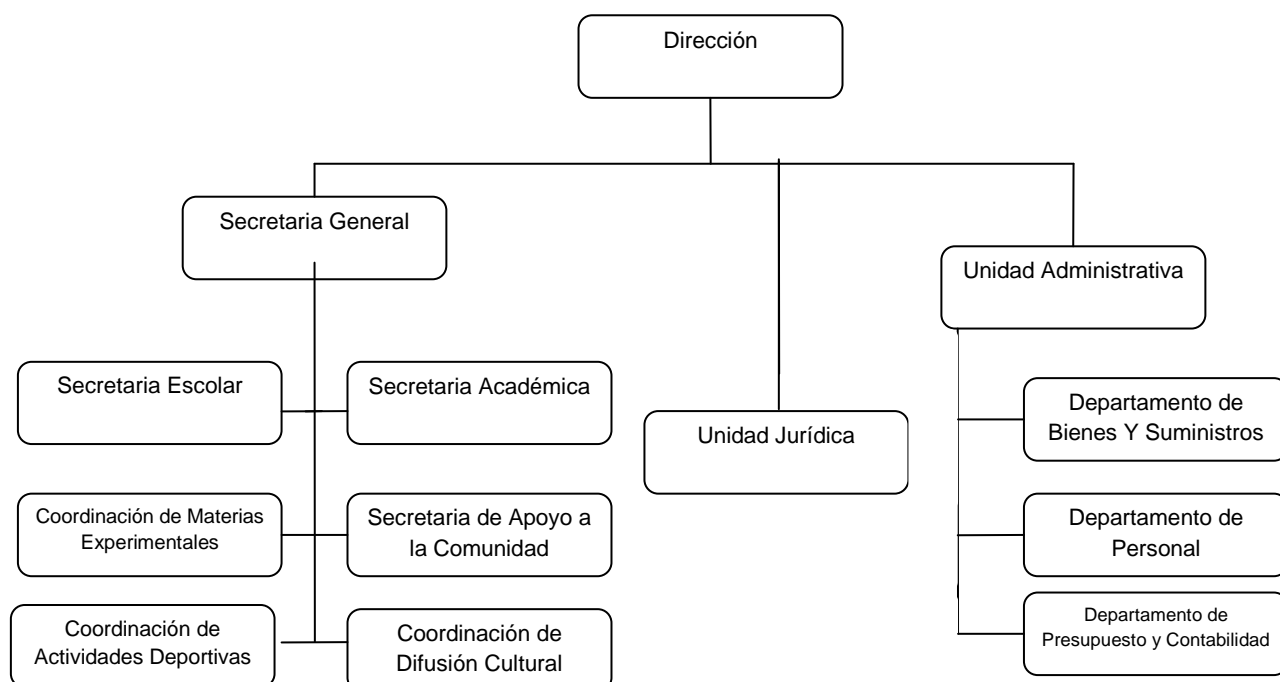 Dirección
Secretaria General
Unidad Administrativa
Secretaria Escolar
Secretaria Académica
Unidad Jurídica
Departamento de
Bienes Y Suministros
Coordinación de Materias
Experimentales
Secretaria de Apoyo a
la Comunidad
Departamento de
Personal
Coordinación de
Actividades Deportivas
Coordinación de
Difusión Cultural
Departamento de
Presupuesto y Contabilidad